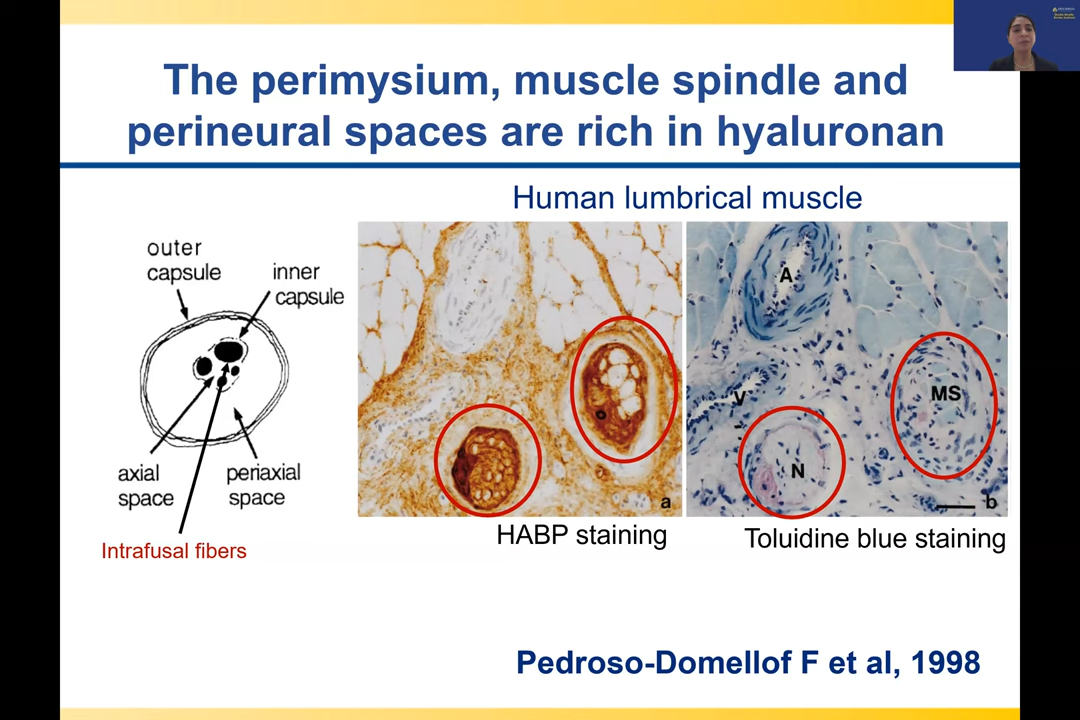 The perimysium, muscle spindle and
perineural spaces are rich in hyaluronan
Human lumbrical muscle
outer
capsule
inner
capsule
axial
space
periaxial
space
Intrafusal fibers
a
A
V
MS
N
b
HABP staining
Toluidine blue staining
Pedroso-Domellof F et al, 1998